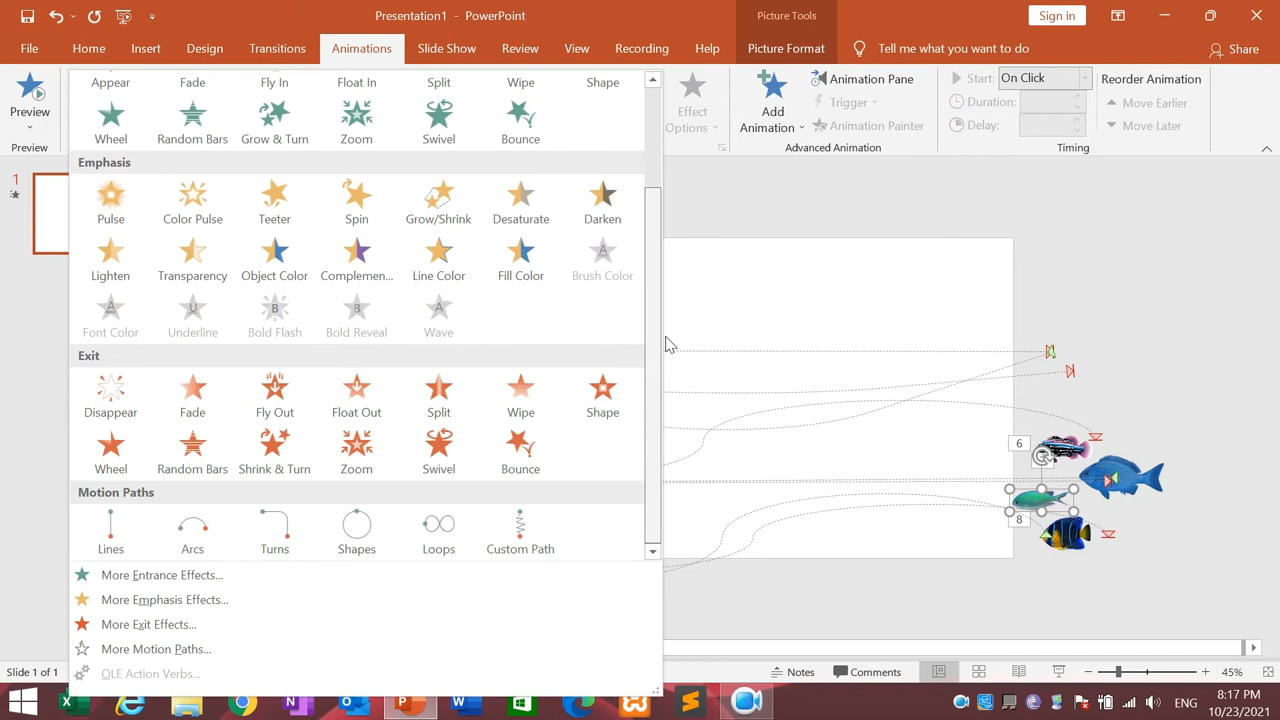 Presentation1 - PowerPoint
Picture Tools
Sign in
File Home Insert Design Transitions Animations Slide Show Review View Recording Help Picture Format Tell me what you want to do Share
Preview
Preview
Appear Fade Fly In Float In Split Wipe Shape
Wheel Random Bars Grow & Turn Zoom Swivel Bounce
Emphasis
Pulse Color Pulse Teeter Spin Grow/Shrink Desaturate Darken
Lighten Transparency Object Color Complemen... Line Color Fill Color Brush Color
Font Color Underline Bold Flash Bold Reveal Wave
Exit
Disappear Fade Fly Out Float Out Split Wipe Shape
Wheel Random Bars Shrink & Turn Zoom Swivel Bounce
Motion Paths
Lines Arcs Turns Shapes Loops Custom Path
More Entrance Effects...
More Emphasis Effects...
More Exit Effects...
More Motion Paths...
OLE Action Verbs...
Effect
Options
Add
Animation
Animation Pane
Trigger
Animation Painter
Advanced Animation
Start: On Click
Duration:
Delay:
Reorder Animation
Move Earlier
Move Later
Timing
1
6
8
Slide 1 of 1
Notes Comments 45%
ENG
8:17 PM
10/23/2021